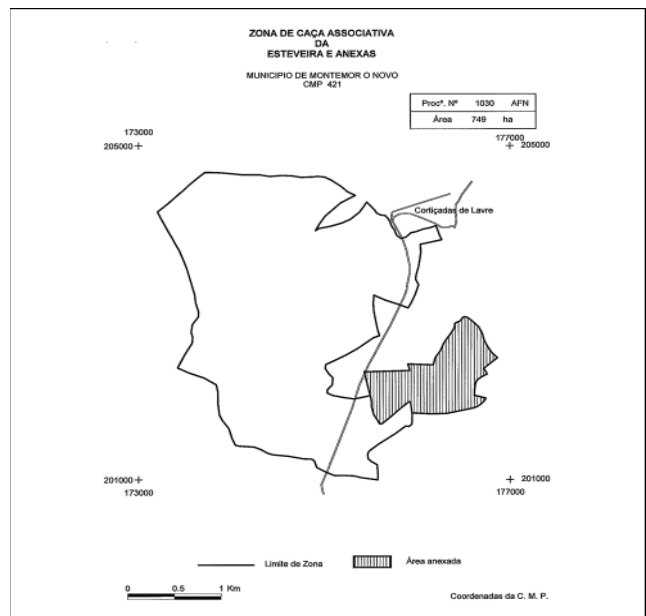 ZONA DE CAÇA ASSOCIATIVA
DA
ESTEVEIRA E ANEXAS
MUNICIPIO DE MONTEMOR O NOVO
CMP 421
Procº. Nº 1030 AFN
Área 749 ha
173000
205000
177000
205000
Cortiçadas de Lavre
201000
173000
201000
177000
Limite de Zona
Área anexada
0 0.5 1 Km
Coordenadas da C. M. P.